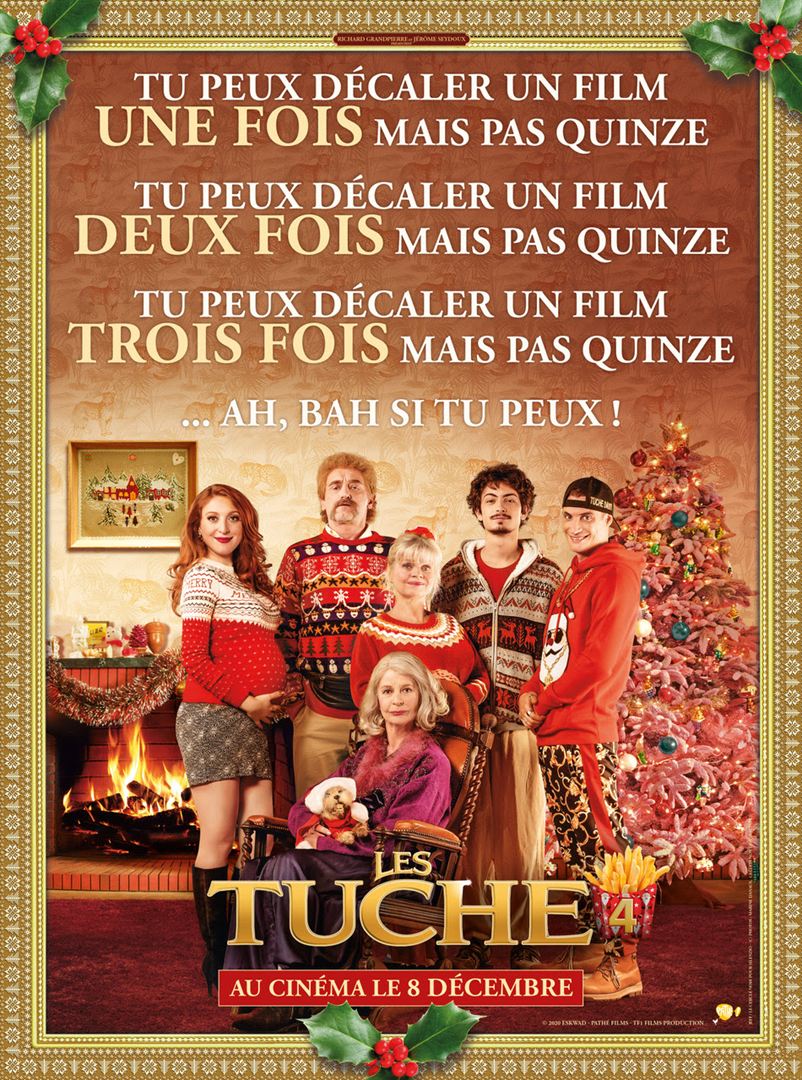 RICHARD GRANDPIERRE ET JÉRÔME SEYDOUX
TU PEUX DÉCALER UN FILM
UNE FOIS MAIS PAS QUINZE
TU PEUX DÉCALER UN FILM
DEUX FOIS MAIS PAS QUINZE
TU PEUX DÉCALER UN FILM
TROIS FOIS MAIS PAS QUINZE
... AH, BAH SI TU PEUX !
MERRY
TUCHE
LES
TUCHE
4
AU CINÉMA LE 8 DÉCEMBRE
© 2020 ESKWAD - PATHÉ FILMS - TF1 FILMS PRODUCTION